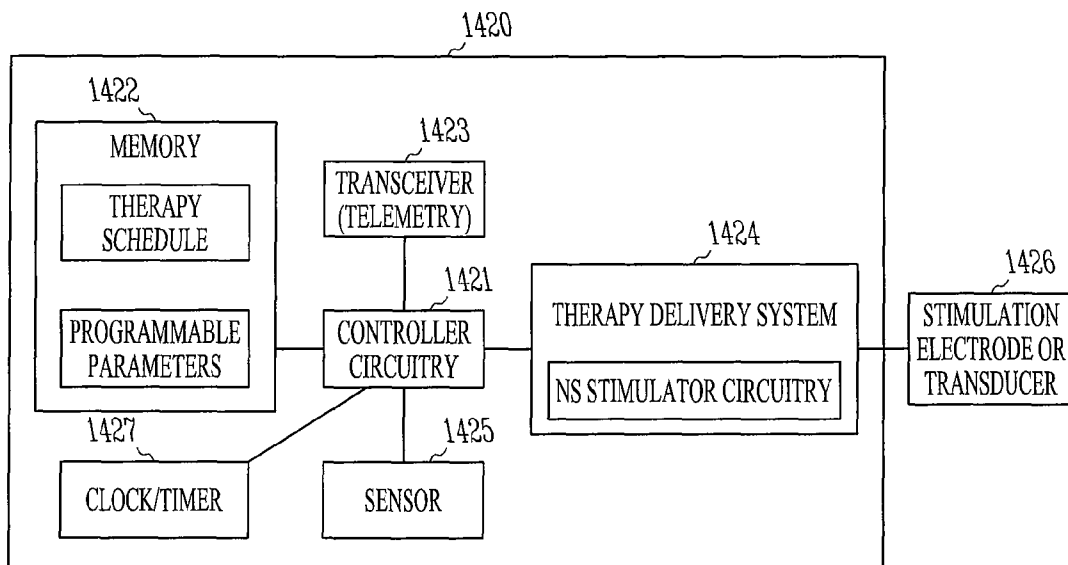 1420
1422
MEMORY
THERAPY
SCHEDULE
PROGRAMMABLE
PARAMETERS
1423
TRANSCEIVER
(TELEMETRY)
1421
CONTROLLER
CIRCUITRY
1424
THERAPY DELIVERY SYSTEM
NS STIMULATOR CIRCUITRY
1426
STIMULATION
ELECTRODE OR
TRANSDUCER
1427
CLOCK/TIMER
1425
SENSOR